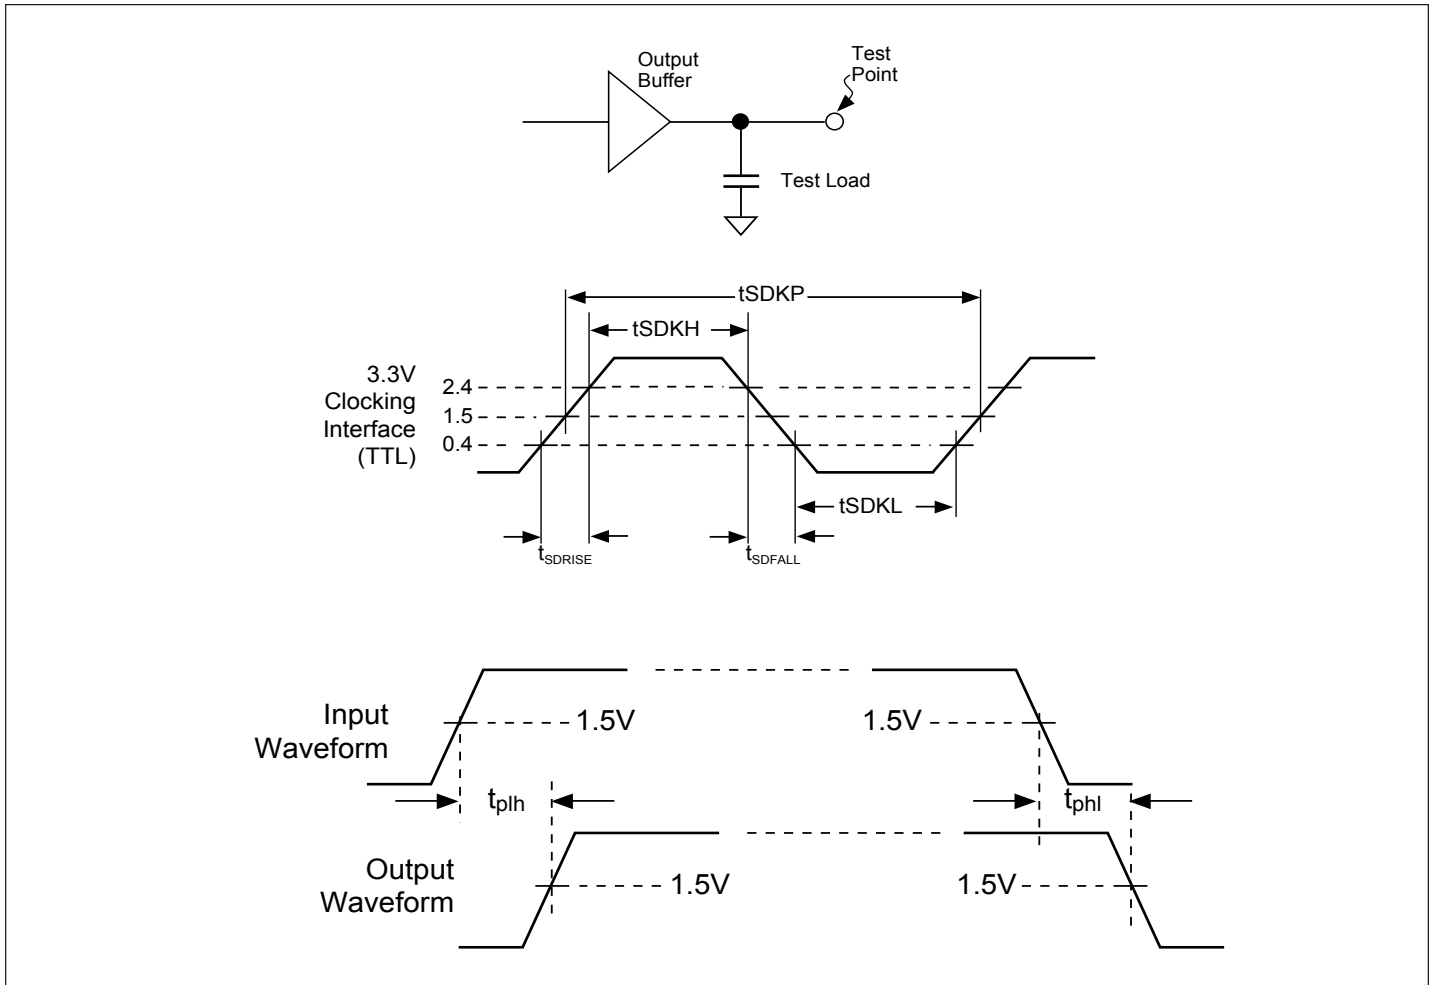 Output
Buffer
Test
Point
Test Load
tSDKP
tSDKH
3.3V
Clocking
Interface
(TTL)
2.4
1.5
0.4
tSDKL
tSDRISE
tSDFALL
Input
Waveform
1.5V
1.5V
tplh
tphl
Output
Waveform
1.5V
1.5V